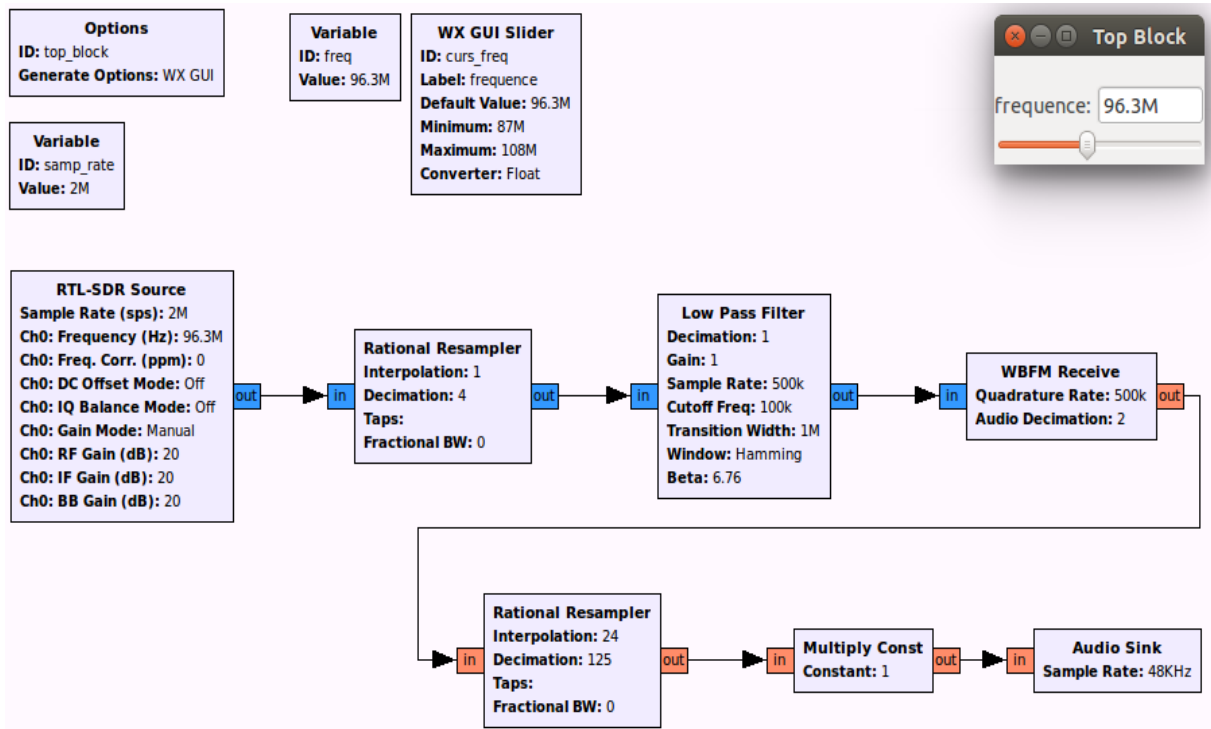 Options
ID: top_block
Generate Options: WX GUI
Variable
ID: freq
Value: 96.3M
WX GUI Slider
ID: curs_freq
Label: frequence
Default Value: 96.3M
Minimum: 87M
Maximum: 108M
Converter: Float
Top Block
frequence: 96.3M
Variable
ID: samp_rate
Value: 2M
RTL-SDR Source
Sample Rate (sps): 2M
Ch0: Frequency (Hz): 96.3M
Ch0: Freq. Corr. (ppm): 0
Ch0: DC Offset Mode: Off
Ch0: IQ Balance Mode: Off
Ch0: Gain Mode: Manual
Ch0: RF Gain (dB): 20
Ch0: IF Gain (dB): 20
Ch0: BB Gain (dB): 20
out
in
Rational Resampler
Interpolation: 1
Decimation: 4
Taps:
Fractional BW: 0
out
in
Low Pass Filter
Decimation: 1
Gain: 1
Sample Rate: 500k
Cutoff Freq: 100k
Transition Width: 1M
Window: Hamming
Beta: 6.76
out
in
WBFM Receive
Quadrature Rate: 500k
Audio Decimation: 2
out
in
Rational Resampler
Interpolation: 24
Decimation: 125
Taps:
Fractional BW: 0
out
in
Multiply Const
Constant: 1
out
in
Audio Sink
Sample Rate: 48KHz